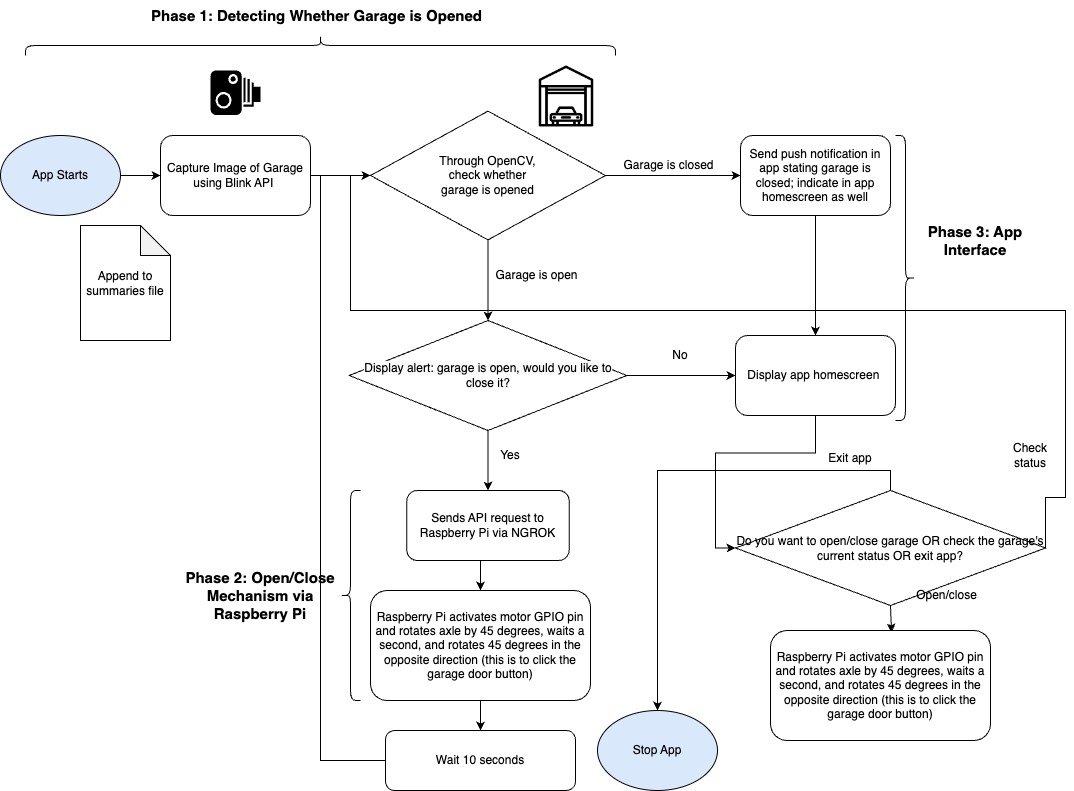 Phase 1: Detecting Whether Garage is Opened
App Starts
Capture Image of Garage
using Blink API
Through OpenCV,
check whether
garage is opened
Garage is closed
Send push notification in
app stating garage is
closed; indicate in app
homescreen as well
Phase 3: App
Interface
Append to
summaries file
Garage is open
Display alert: garage is open, would you like to
close it?
No
Display app homescreen
Yes
Exit app
Check
status
Sends API request to
Raspberry Pi via NGROK
Do you want to open/close garage OR check the garage's
current status OR exit app?
Phase 2: Open/Close
Mechanism via
Raspberry Pi
Open/close
Raspberry Pi activates motor GPIO pin
and rotates axle by 45 degrees, waits a
second, and rotates 45 degrees in the
opposite direction (this is to click the
garage door button)
Raspberry Pi activates motor GPIO pin
and rotates axle by 45 degrees, waits a
second, and rotates 45 degrees in the
opposite direction (this is to click the
garage door button)
Wait 10 seconds
Stop App